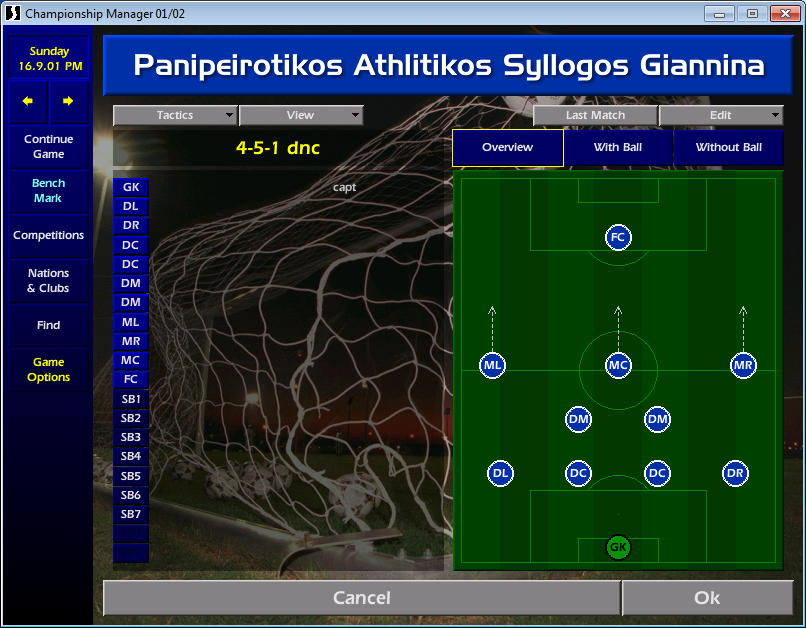 Championship Manager 01/02
Sunday
16.9.01 PM
Continue
Game
Bench
Mark
Competitions
Nations
& Clubs
Find
Game
Options
Panipeirotikos Athlitikos Syllogos Giannina
Tactics
View
Last Match
Edit
4-5-1 dnc
Overview
With Ball
Without Ball
GK capt
DL
DR
DC
DC
DM
DM
ML
MR
MC
FC
SB1
SB2
SB3
SB4
SB5
SB6
SB7
FC
ML MC MR
DM DM
DL DC DC DR
GK
Cancel
Ok